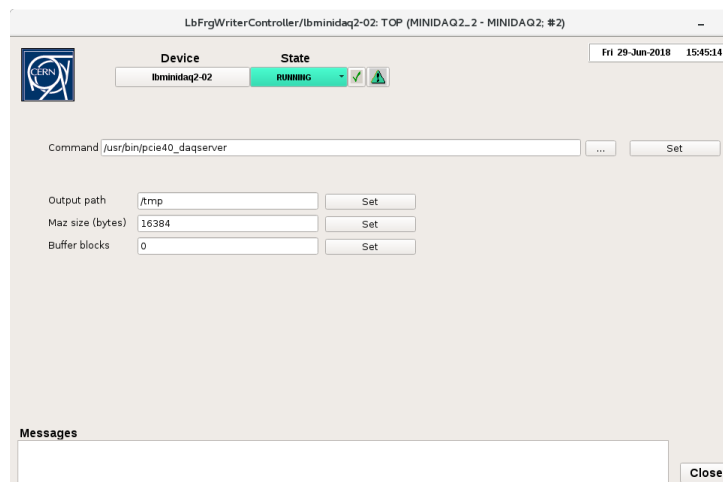 LbFrgWriterController/lbminidaq2-02: TOP (MINIDAQ2_2 - MINIDAQ2; #2)
Fri 29-Jun-2018 15:45:14
CERN
Device State
lbminidaq2-02 RUNNING
Command /usr/bin/pcie40_daqserver ... Set
Output path /tmp Set
Maz size (bytes) 16384 Set
Buffer blocks 0 Set
Messages
Close